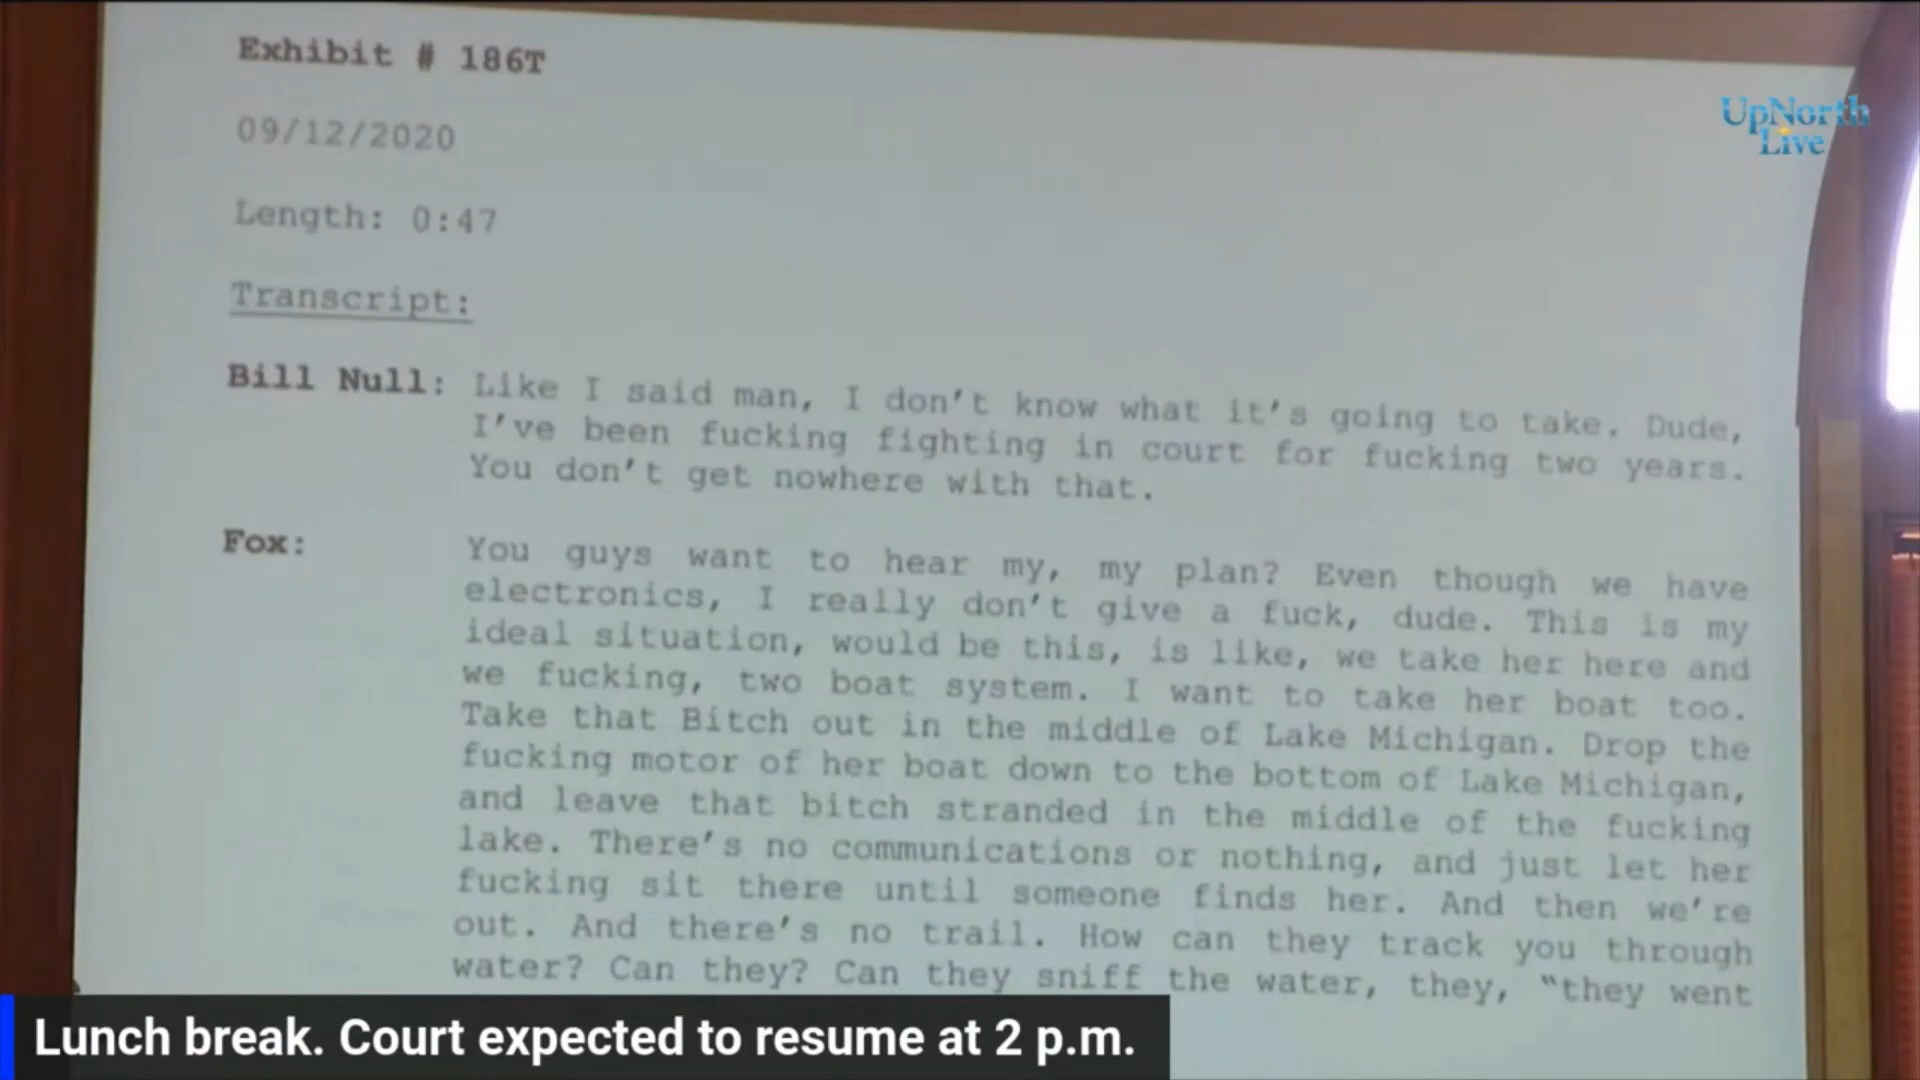 Exhibit # 186T
UpNorth
Live
09/12/2020
Length: 0:47
Transcript:
Bill Null: Like I said man, I don't know what it's going to take. Dude,
I've been fucking fighting in court for fucking two years.
You don't get nowhere with that.
Fox: You guys want to hear my, my plan? Even though we have
electronics, I really don't give a fuck, dude. This is my
ideal situation, would be this, is like, we take her here and
we fucking, two boat system. I want to take her boat too.
Take that Bitch out in the middle of Lake Michigan. Drop the
fucking motor of her boat down to the bottom of Lake Michigan,
and leave that bitch stranded in the middle of the fucking
lake. There's no communications or nothing, and just let her
fucking sit there until someone finds her. And then we're
out. And there's no trail. How can they track you through
water? Can they? Can they sniff the water, they, "they went
Lunch break. Court expected to resume at 2 p.m.